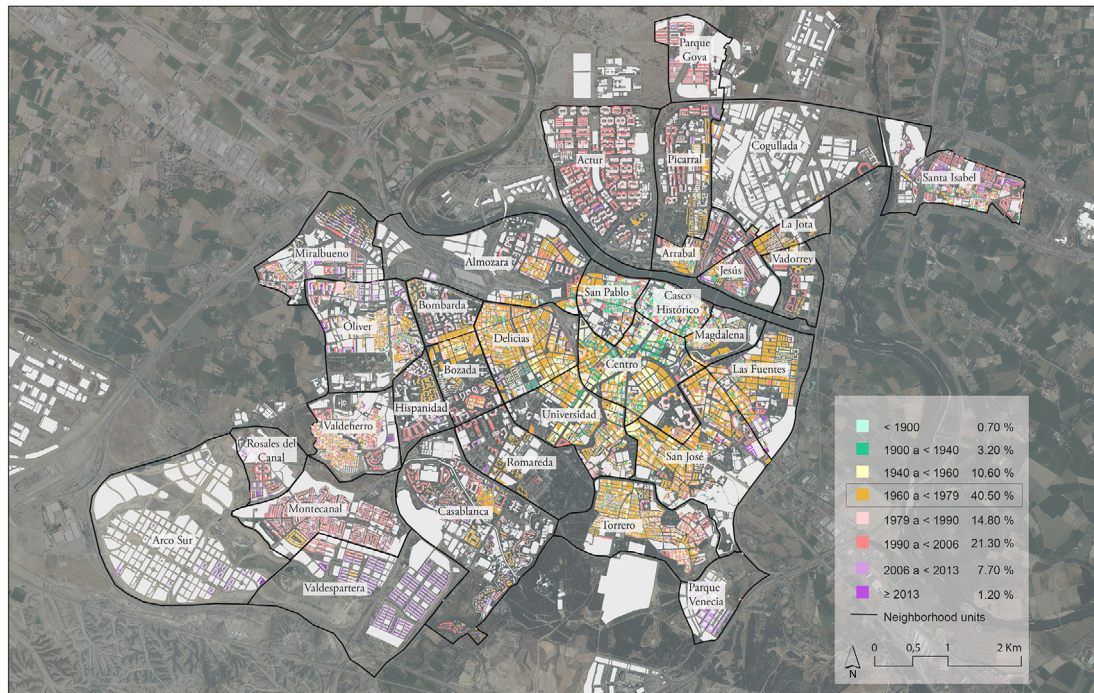 Parque
Goya
Actur
Picarral
Cogullada
Santa Isabel
La Jota
Arrabal
Vadorrey
Jesús
Miralbueno
Almozara
San Pablo
Casco
Histórico
Bombarda
Oliver
Delicias
Magdalena
Centro
Las Fuentes
Bozada
Hispanidad
Universidad
Valdefierro
Rosales del
Canal
Romareda
San José
Montecanal
Casablanca
Torrero
Arco Sur
Valdespartera
Parque
Venecia
< 1900 0.70 %
1900 a < 1940 3.20 %
1940 a < 1960 10.60 %
1960 a < 1979 40.50 %
1979 a < 1990 14.80 %
1990 a < 2006 21.30 %
2006 a < 2013 7.70 %
≥ 2013 1.20 %
Neighborhood units
N
0 0,5 1 2 Km